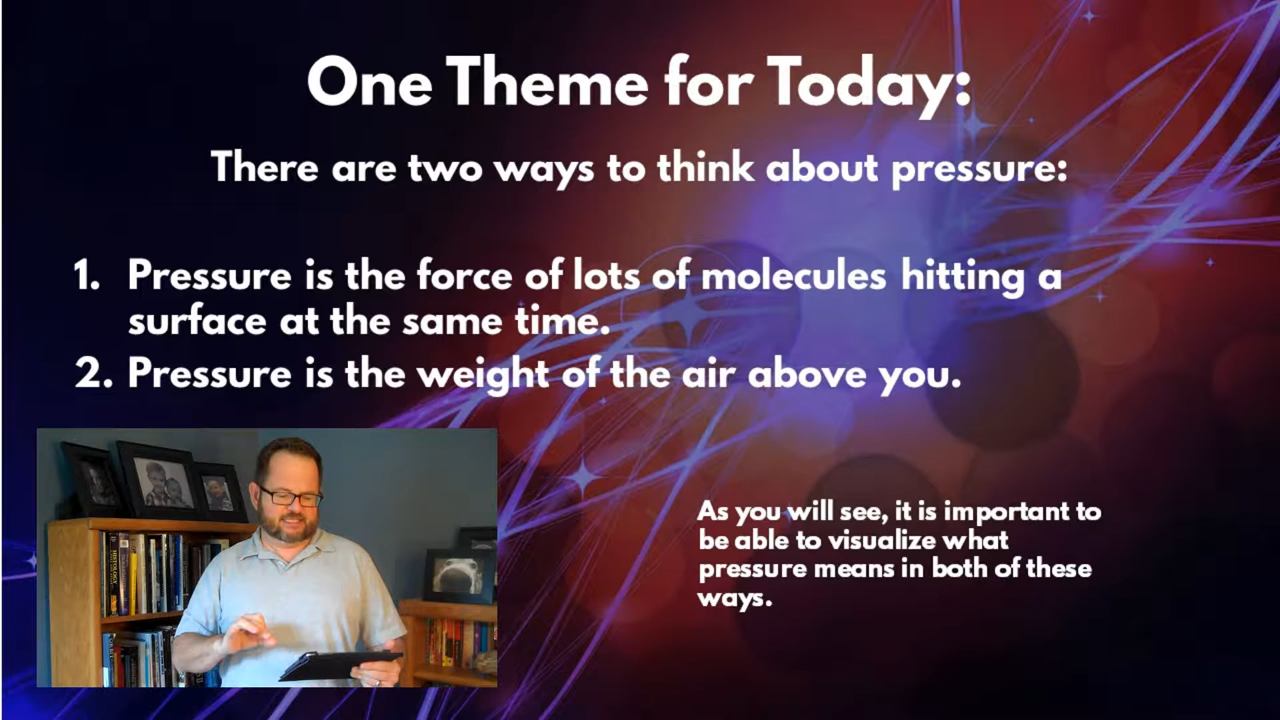 One Theme for Today:
There are two ways to think about pressure:
1. Pressure is the force of lots of molecules hitting a
surface at the same time.
2. Pressure is the weight of the air above you.
As you will see, it is important to
be able to visualize what
pressure means in both of these
ways.
HISTOLOGY